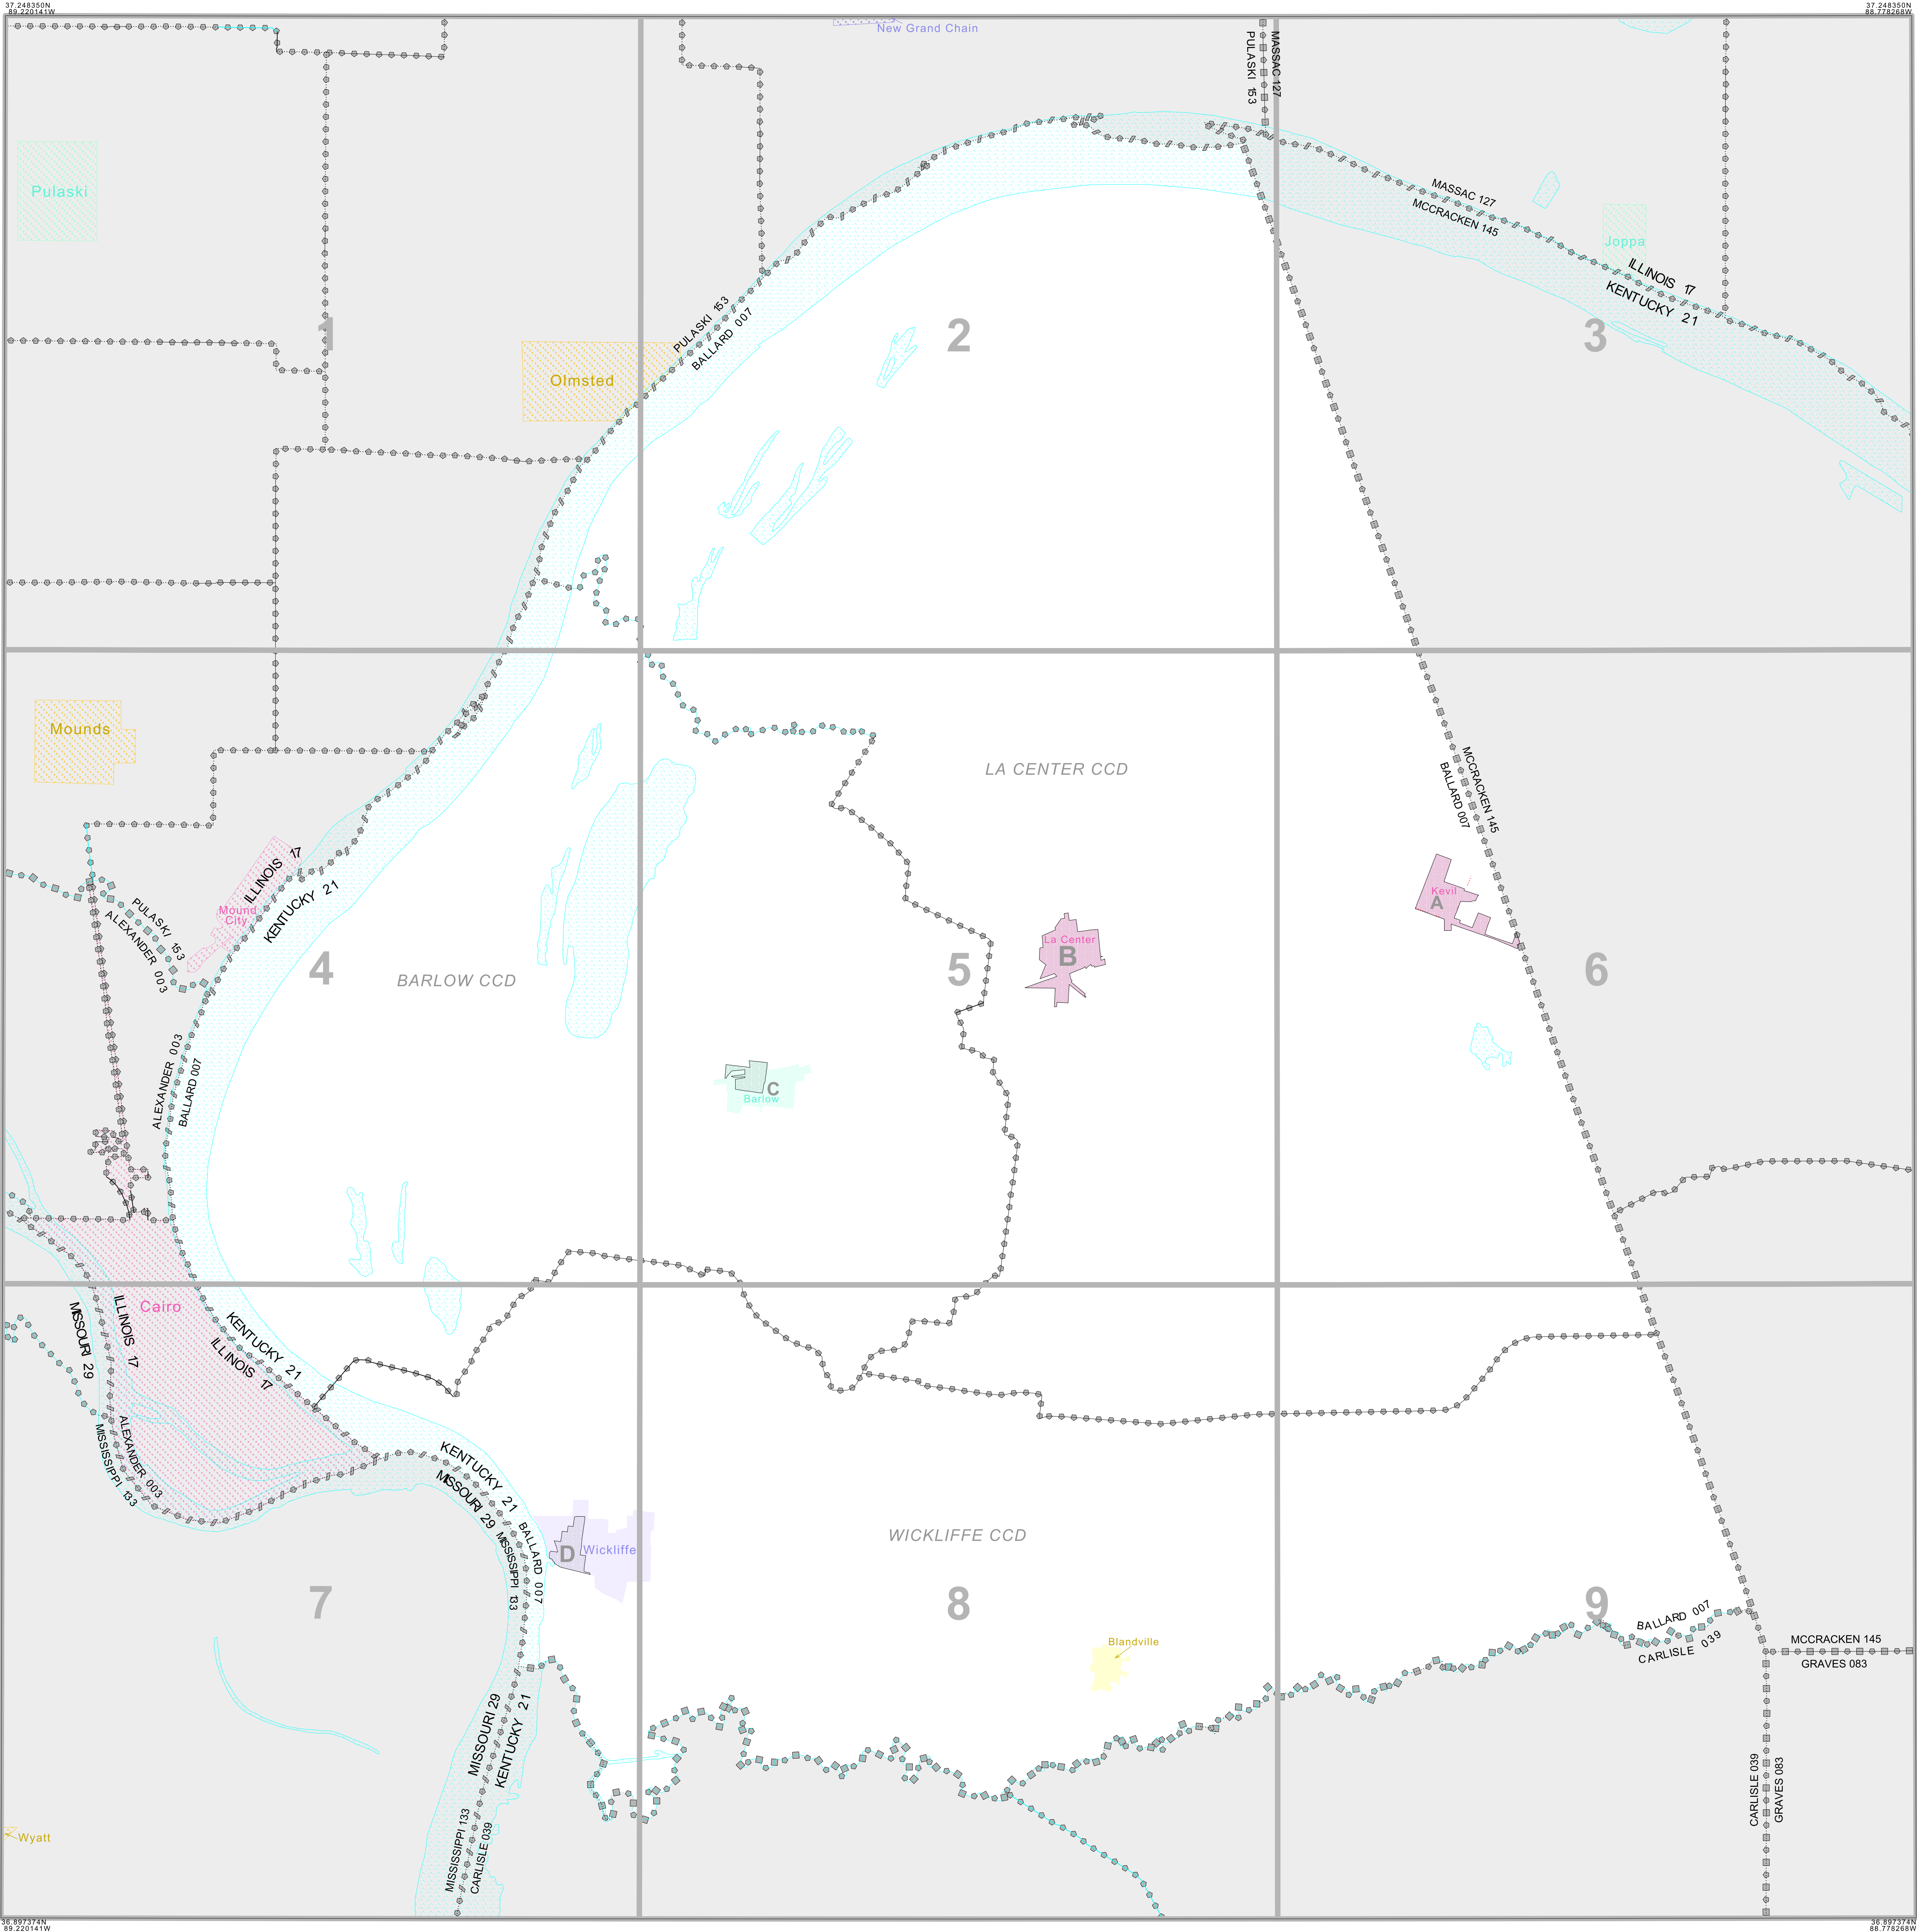 37.248350N
89.220141W
37.248350N
88.778268W
New Grand Chain
PULASKI 153
MASSAC 127
Pulaski
MASSAC 127
MCCRACKEN 145
Joppa
ILLINOIS 17
KENTUCKY 21
PULASKI 153
BALLARD 007
1
2
3
Olmsted
Mounds
LA CENTER CCD
MCCRACKEN 145
BALLARD 007
ILLINOIS 17
KENTUCKY 21
Mound
City
PULASKI 153
ALEXANDER 003
Kevil
A
La Center
B
BARLOW CCD
4
5
6
ALEXANDER 003
BALLARD 007
C
Barlow
Cairo
MISSOURI 29
ILLINOIS 17
KENTUCKY 21
ILLINOIS 17
ALEXANDER 003
MISSISSIPPI 133
KENTUCKY 21
MISSOURI 29
BALLARD 007
MISSISSIPPI 133
D
Wickliffe
WICKLIFFE CCD
7
8
9
Blandville
BALLARD 007
CARLISLE 039
MCCRACKEN 145
GRAVES 083
MISSOURI 29
KENTUCKY 21
CARLISLE 039
GRAVES 083
Wyatt
MISSISSIPPI 133
CARLISLE 039
36.897374N
89.220141W
36.897374N
88.778268W